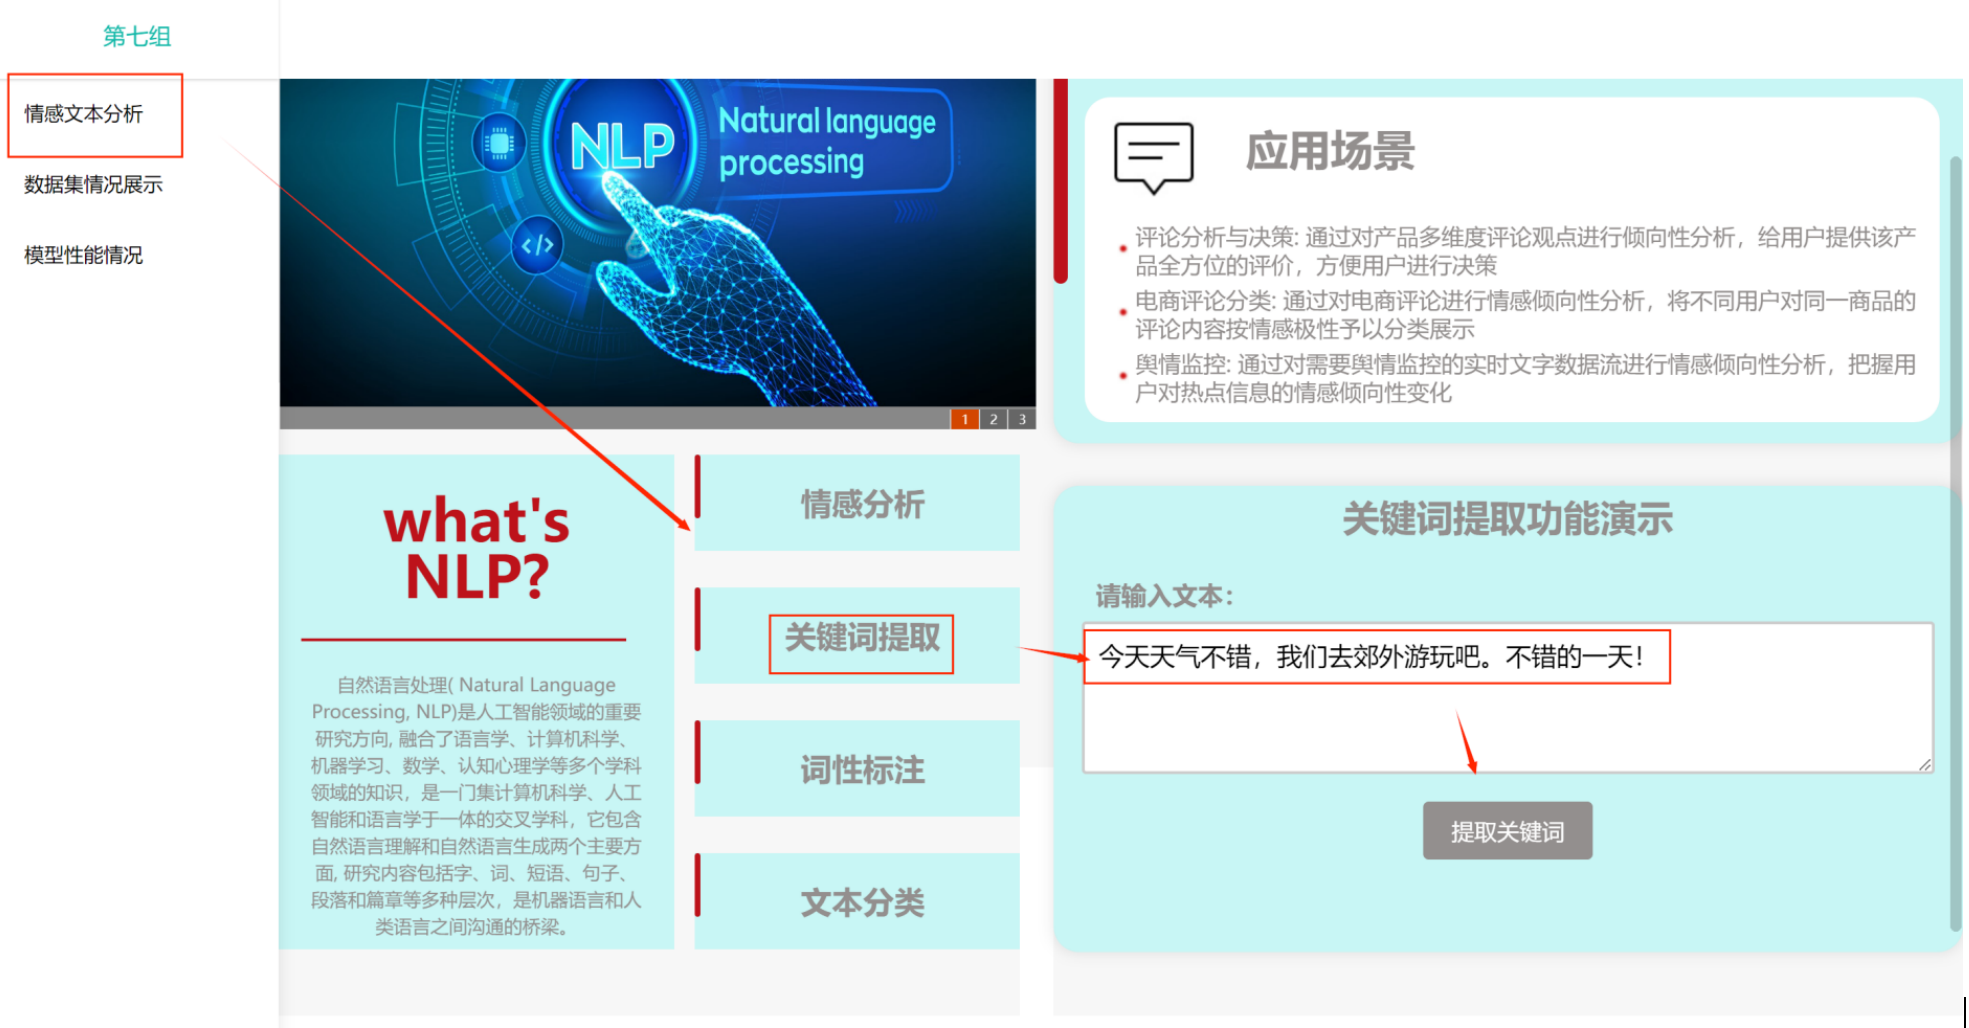 第七组
情感文本分析
数据集情况展示
模型性能情况
NLP
Natural language
processing
</>
1 2 3
应用场景
评论分析与决策: 通过对产品多维度评论观点进行倾向性分析，给用户提供该产
品全方位的评价，方便用户进行决策
电商评论分类: 通过对电商评论进行情感倾向性分析，将不同用户对同一商品的
评论内容按情感极性予以分类展示
舆情监控: 通过对需要舆情监控的实时文字数据流进行情感倾向性分析，把握用
户对热点信息的情感倾向性变化
what's
NLP?
自然语言处理( Natural Language
Processing, NLP)是人工智能领域的重要
研究方向, 融合了语言学、计算机科学、
机器学习、数学、认知心理学等多个学科
领域的知识，是一门集计算机科学、人工
智能和语言学于一体的交叉学科，它包含
自然语言理解和自然语言生成两个主要方
面, 研究内容包括字、词、短语、句子、
段落和篇章等多种层次，是机器语言和人
类语言之间沟通的桥梁。
情感分析
关键词提取
词性标注
文本分类
关键词提取功能演示
请输入文本：
今天天气不错，我们去郊外游玩吧。不错的一天！
提取关键词